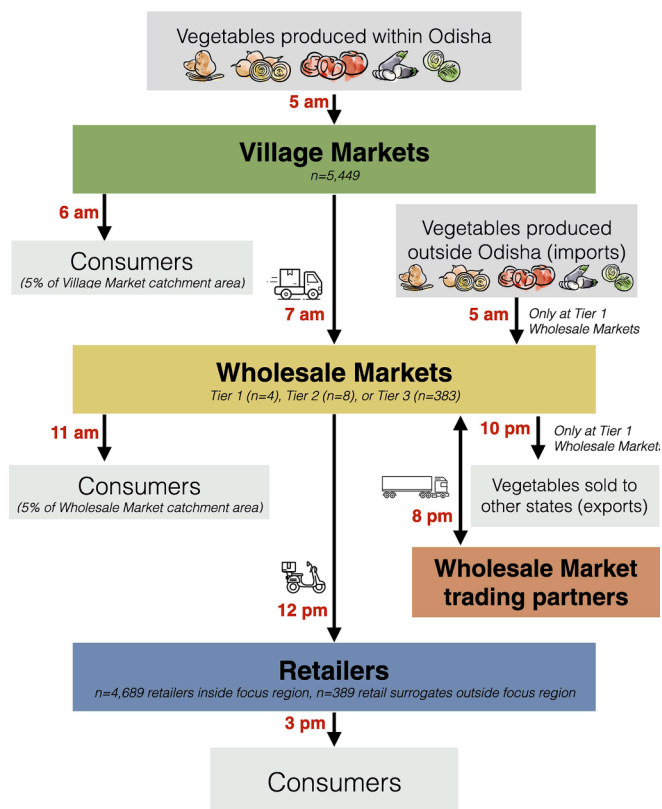 Vegetables produced within Odisha
5 am
Village Markets
n=5,449
6 am
Consumers
(5% of Village Market catchment area)
7 am
Vegetables produced
outside Odisha (imports)
5 am
Only at Tier 1
Wholesale Markets
Wholesale Markets
Tier 1 (n=4), Tier 2 (n=8), or Tier 3 (n=383)
11 am
Consumers
(5% of Wholesale Market catchment area)
10 pm
Only at Tier 1
Wholesale Markets
Vegetables sold to
other states (exports)
8 pm
Wholesale Market
trading partners
12 pm
Retailers
n=4,689 retailers inside focus region, n=389 retail surrogates outside focus region
3 pm
Consumers